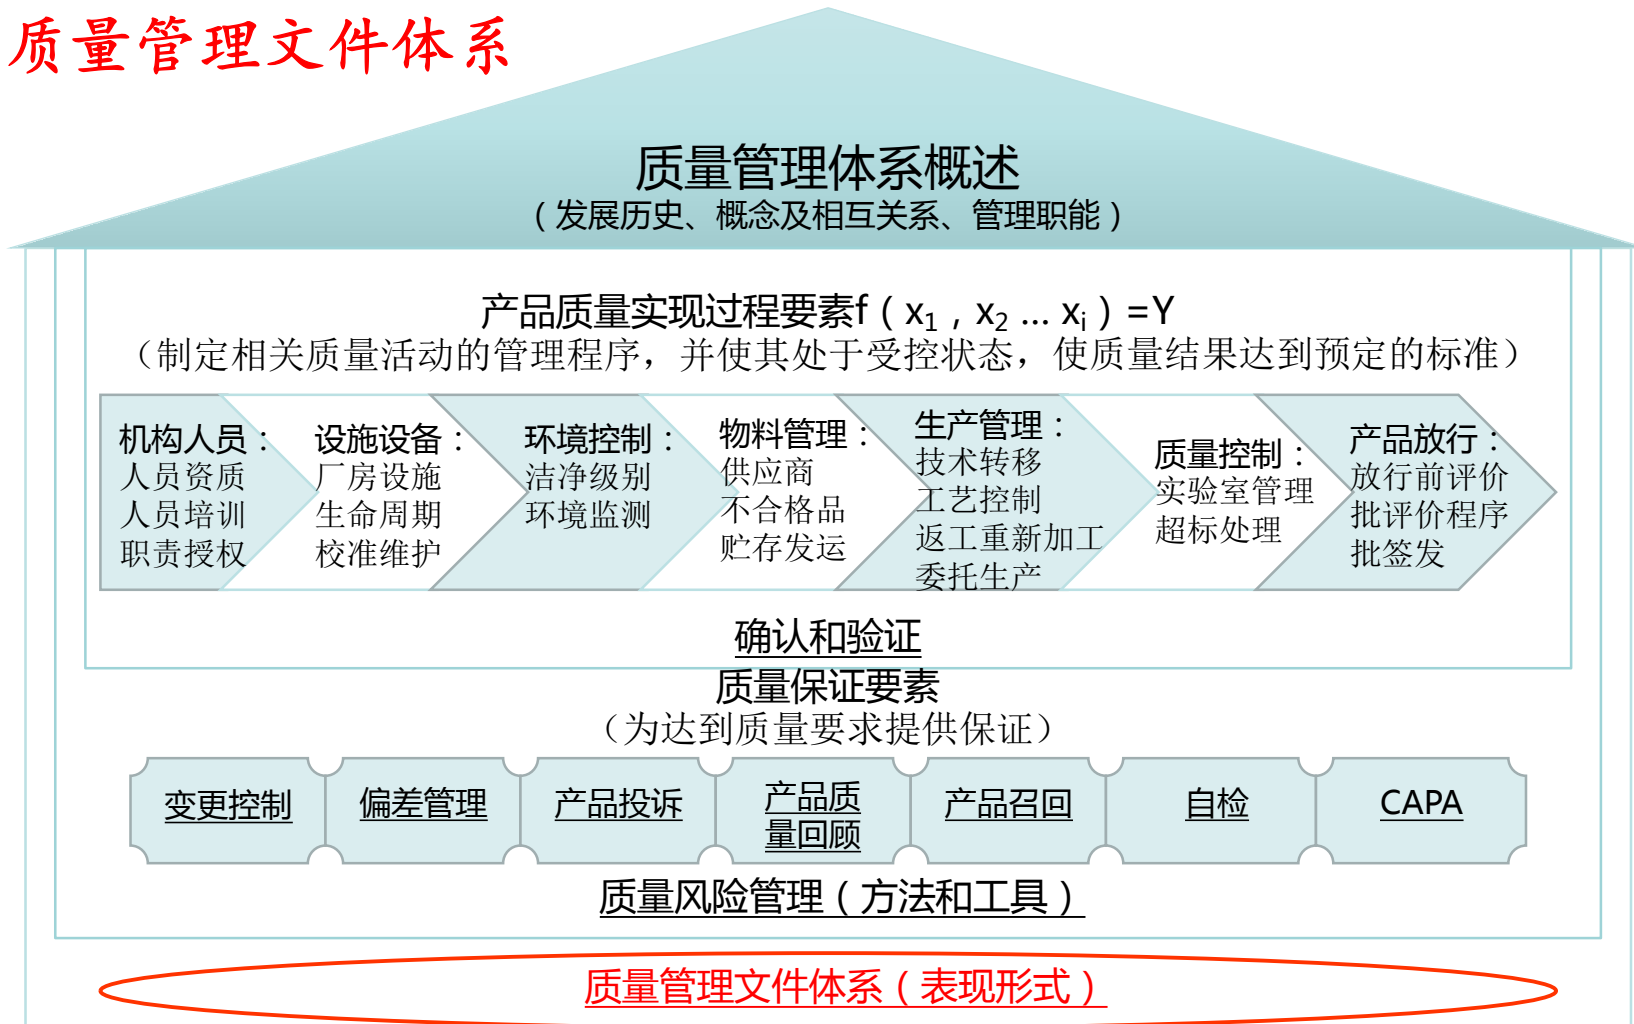 质量管理文件体系
质量管理体系概述
（发展历史、概念及相互关系、管理职能）
产品质量实现过程要素f（x₁，x₂ … xᵢ）=Y
（制定相关质量活动的管理程序，并使其处于受控状态，使质量结果达到预定的标准）
机构人员：
人员资质
人员培训
职责授权
设施设备：
厂房设施
生命周期
校准维护
环境控制：
洁净级别
环境监测
物料管理：
供应商
不合格品
贮存发运
生产管理：
技术转移
工艺控制
返工重新加工
委托生产
质量控制：
实验室管理
超标处理
产品放行：
放行前评价
批评价程序
批签发
确认和验证
质量保证要素
（为达到质量要求提供保证）
变更控制
偏差管理
产品投诉
产品质
量回顾
产品召回
自检
CAPA
质量风险管理（方法和工具）
质量管理文件体系（表现形式）